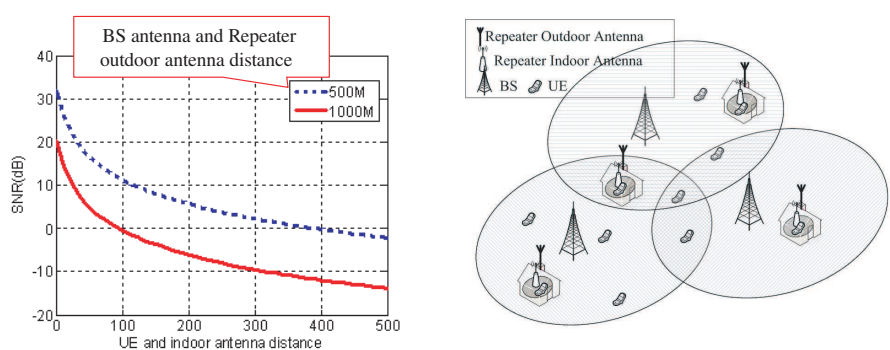 BS antenna and Repeater
outdoor antenna distance
500M
1000M
40
30
20
10
0
-10
-20
SNR(dB)
0
100
200
300
400
500
UE and indoor antenna distance
Repeater Outdoor Antenna
Repeater Indoor Antenna
BS
UE